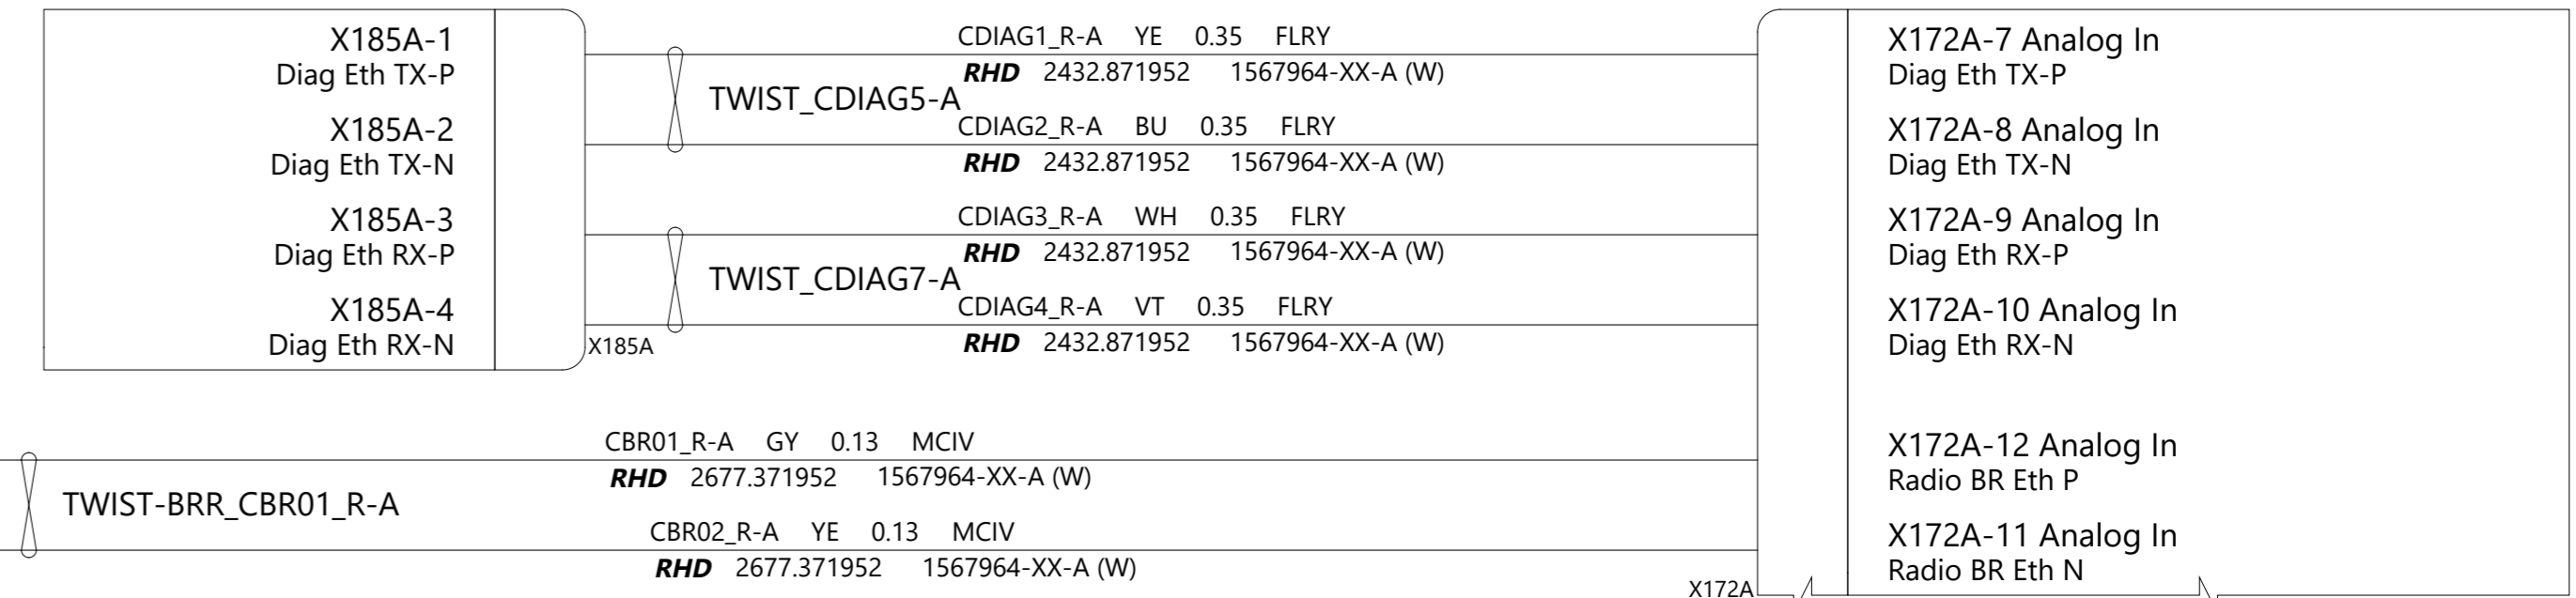 X185A-1
Diag Eth TX-P
X185A-2
Diag Eth TX-N
X185A-3
Diag Eth RX-P
X185A-4
Diag Eth RX-N
X185A
CDIAG1_R-A YE 0.35 FLRY
RHD 2432.871952 1567964-XX-A (W)
TWIST_CDIAG5-A
CDIAG2_R-A BU 0.35 FLRY
RHD 2432.871952 1567964-XX-A (W)
CDIAG3_R-A WH 0.35 FLRY
RHD 2432.871952 1567964-XX-A (W)
TWIST_CDIAG7-A
CDIAG4_R-A VT 0.35 FLRY
RHD 2432.871952 1567964-XX-A (W)
CBR01_R-A GY 0.13 MCIV
RHD 2677.371952 1567964-XX-A (W)
TWIST-BRR_CBR01_R-A
CBR02_R-A YE 0.13 MCIV
RHD 2677.371952 1567964-XX-A (W)
X172A-7 Analog In
Diag Eth TX-P
X172A-8 Analog In
Diag Eth TX-N
X172A-9 Analog In
Diag Eth RX-P
X172A-10 Analog In
Diag Eth RX-N
X172A-12 Analog In
Radio BR Eth P
X172A-11 Analog In
Radio BR Eth N
X172A